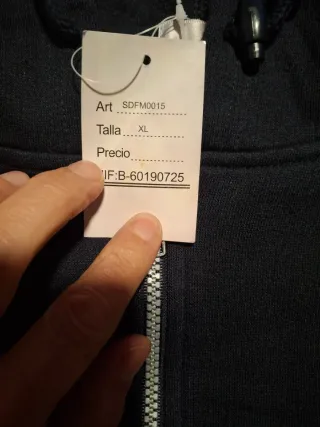 Art SDFM0015
Talla XL
Precio
IF:B-60190725